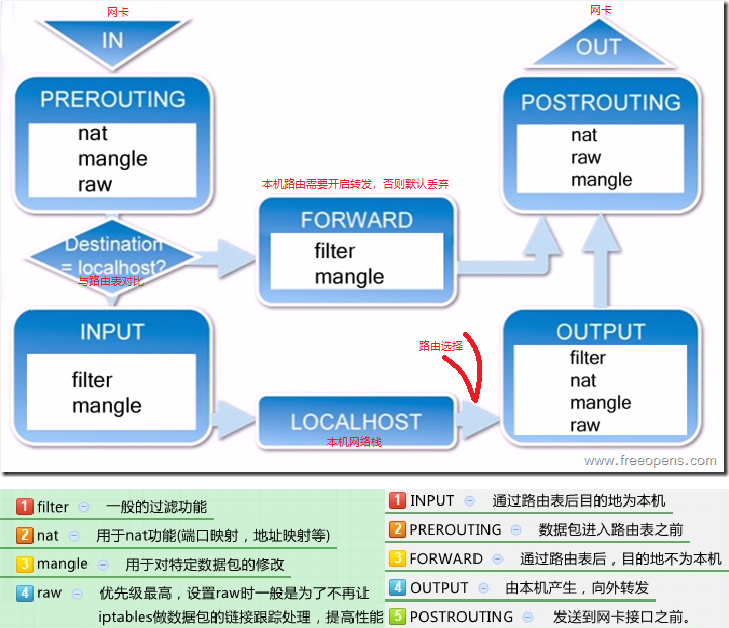 网卡
IN
网卡
OUT
PREROUTING
nat
mangle
raw
POSTROUTING
nat
raw
mangle
本机路由需要开启转发，否则默认丢弃
FORWARD
filter
mangle
Destination
= localhost?
与路由表对比
INPUT
filter
mangle
路由选择
LOCALHOST
本机网络栈
OUTPUT
filter
nat
mangle
raw
www.freeopens.com
1 filter 一般的过滤功能
2 nat 用于nat功能(端口映射，地址映射等)
3 mangle 用于对特定数据包的修改
4 raw 优先级最高，设置raw时一般是为了不再让
iptables做数据包的链接跟踪处理，提高性能
1 INPUT 通过路由表后目的地为本机
2 PREROUTING 数据包进入路由表之前
3 FORWARD 通过路由表后，目的地不为本机
4 OUTPUT 由本机产生，向外转发
5 POSTROUTING 发送到网卡接口之前。